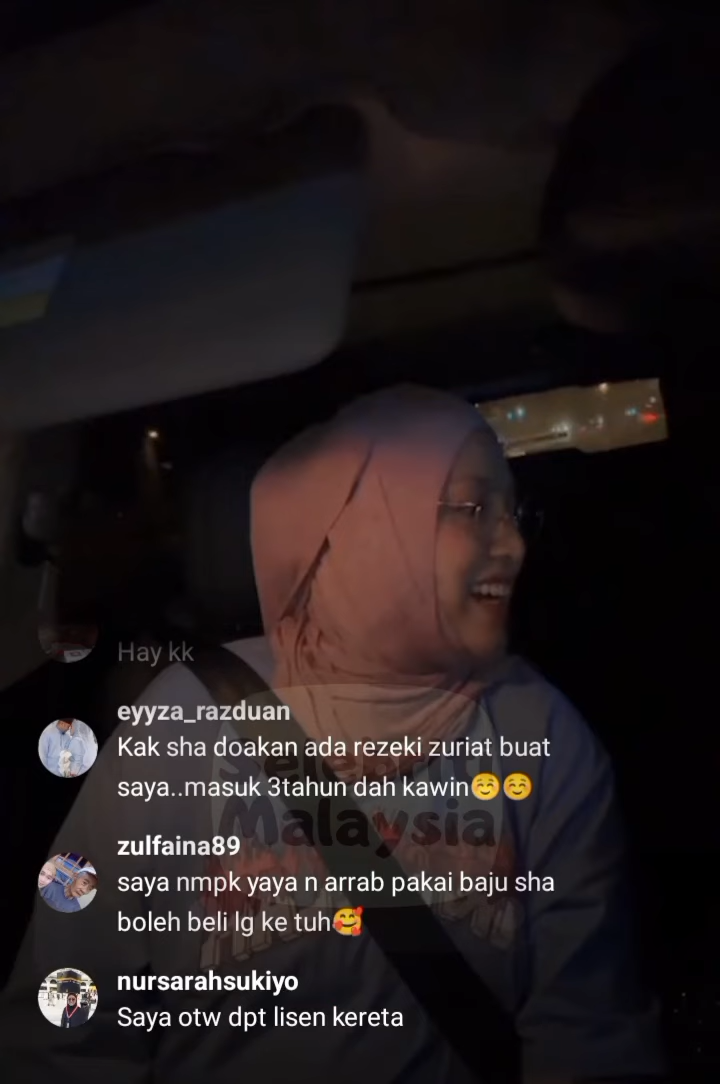 Hay kk
eyyza_razduan
Kak sha doakan ada rezeki zuriat buat
saya..masuk 3tahun dah kawin☺️☺️
zulfaina89
saya nmpk yaya n arrab pakai baju sha
boleh beli lg ke tuh🥰
nursarahsukiyo
Saya otw dpt lisen kereta
Malaysia